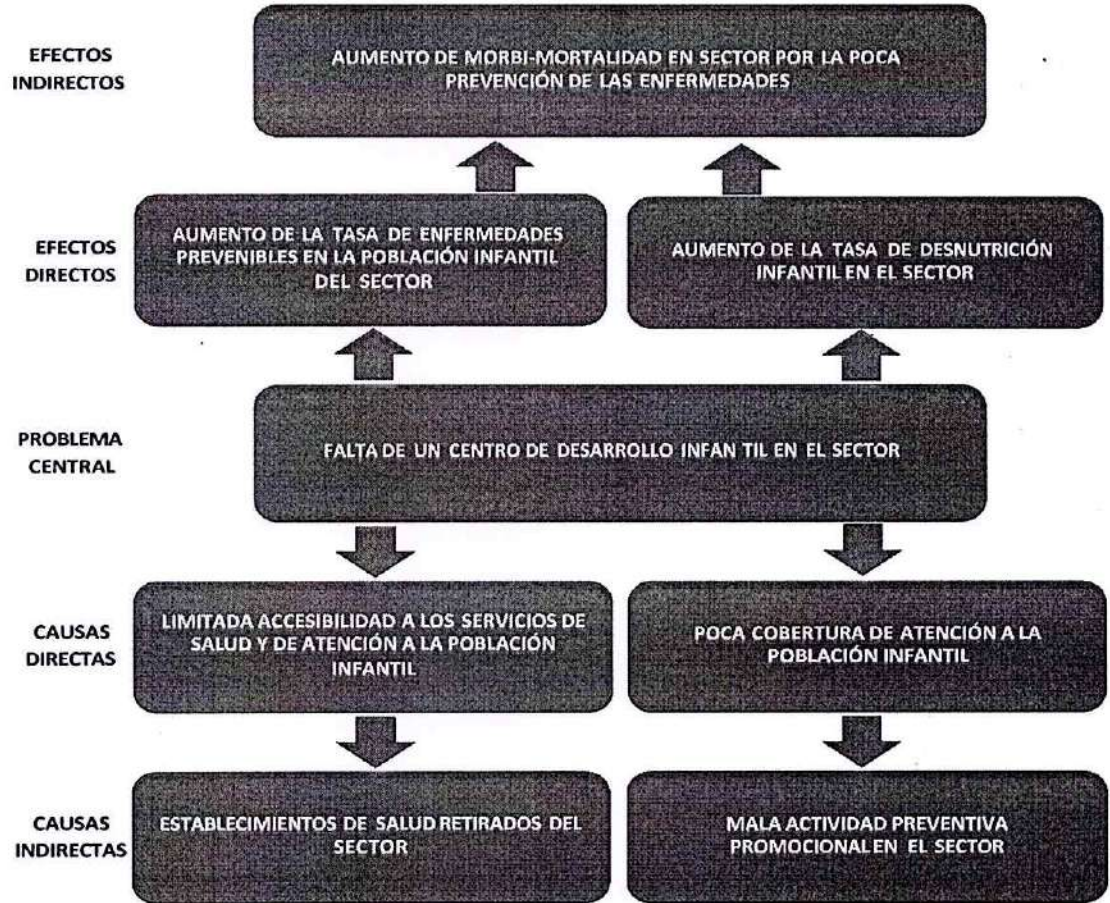 EFECTOS
INDIRECTOS
AUMENTO DE MORBI-MORTALIDAD EN SECTOR POR LA POCA
PREVENCIÓN DE LAS ENFERMEDADES
EFECTOS
DIRECTOS
AUMENTO DE LA TASA DE ENFERMEDADES
PREVENIBLES EN LA POBLACIÓN INFANTIL
DEL SECTOR
AUMENTO DE LA TASA DE DESNUTRICIÓN
INFANTIL EN EL SECTOR
PROBLEMA
CENTRAL
FALTA DE UN CENTRO DE DESARROLLO INFAN TIL EN EL SECTOR
CAUSAS
DIRECTAS
LIMITADA ACCESIBILIDAD A LOS SERVICIOS DE
SALUD Y DE ATENCIÓN A LA POBLACIÓN
INFANTIL
POCA COBERTURA DE ATENCIÓN A LA
POBLACIÓN INFANTIL
CAUSAS
INDIRECTAS
ESTABLECIMIENTOS DE SALUD RETIRADOS DEL
SECTOR
MALA ACTIVIDAD PREVENTIVA
PROMOCIONAL EN EL SECTOR